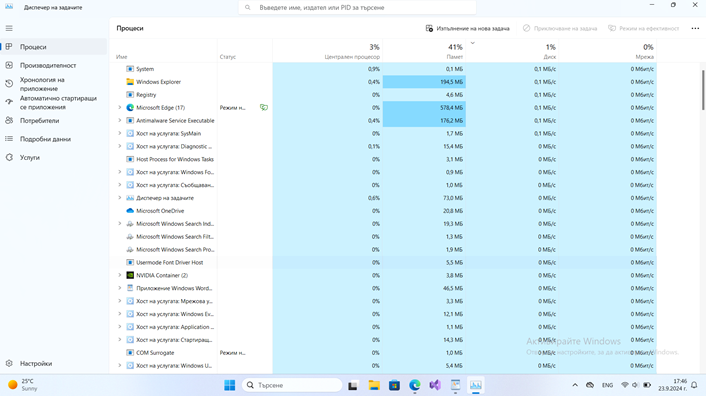 Диспечер на задачите
Въведете име, издател или PID за търсене
Процеси
Изпълнение на нова задача
Приключване на задача
Режим на ефективност
Процеси
Производителност
Хронология на приложение
Автоматично стартиращи се приложения
Потребители
Подробни данни
Услуги
Настройки
3% 41% 1% 0%
Име Статус Централен процесор Памет Диск Мрежа
System 0,9% 0,1 МБ 0,1 МБ/с 0 Мбит/с
Windows Explorer 0,4% 194,5 МБ 0,1 МБ/с 0 Мбит/с
Registry 0% 4,6 МБ 0,1 МБ/с 0 Мбит/с
Microsoft Edge (17) Режим н... 0% 578,4 МБ 0,1 МБ/с 0 Мбит/с
Antimalware Service Executable 0,4% 176,2 МБ 0,1 МБ/с 0 Мбит/с
Хост на услугата: SysMain 0% 1,7 МБ 0,1 МБ/с 0 Мбит/с
Хост на услугата: Diagnostic ... 0,1% 15,4 МБ 0 МБ/с 0 Мбит/с
Host Process for Windows Tasks 0% 3,1 МБ 0 МБ/с 0 Мбит/с
Хост на услугата: Windows Fo... 0% 0,9 МБ 0 МБ/с 0 Мбит/с
Хост на услугата: Съобщаван... 0% 1,0 МБ 0 МБ/с 0 Мбит/с
Диспечер на задачите 0,6% 73,0 МБ 0 МБ/с 0 Мбит/с
Microsoft OneDrive 0% 20,8 МБ 0 МБ/с 0 Мбит/с
Microsoft Windows Search Ind... 0% 19,3 МБ 0 МБ/с 0 Мбит/с
Microsoft Windows Search Filt... 0% 1,3 МБ 0 МБ/с 0 Мбит/с
Microsoft Windows Search Pro... 0% 1,9 МБ 0 МБ/с 0 Мбит/с
Usermode Font Driver Host 0% 5,5 МБ 0 МБ/с 0 Мбит/с
NVIDIA Container (2) 0% 3,8 МБ 0 МБ/с 0 Мбит/с
Приложение Windows Word... 0% 46,5 МБ 0 МБ/с 0 Мбит/с
Хост на услугата: Мрежова у... 0% 3,3 МБ 0 МБ/с 0 Мбит/с
Хост на услугата: Windows Ev... 0% 12,1 МБ 0 МБ/с 0 Мбит/с
Хост на услугата: Application ... 0% 1,1 МБ 0 МБ/с 0 Мбит/с
Хост на услугата: Стартиращ... 0% 14,3 МБ 0 МБ/с 0 Мбит/с
COM Surrogate Режим н... 0% 1,0 МБ 0 МБ/с 0 Мбит/с
Хост на услугата: Windows U... 0% 5,4 МБ 0 МБ/с 0 Мбит/с
Активирайте Windows
настройките, за да Windows.
25°C
Sunny
Търсене
ENG
17:46
23.9.2024 г.